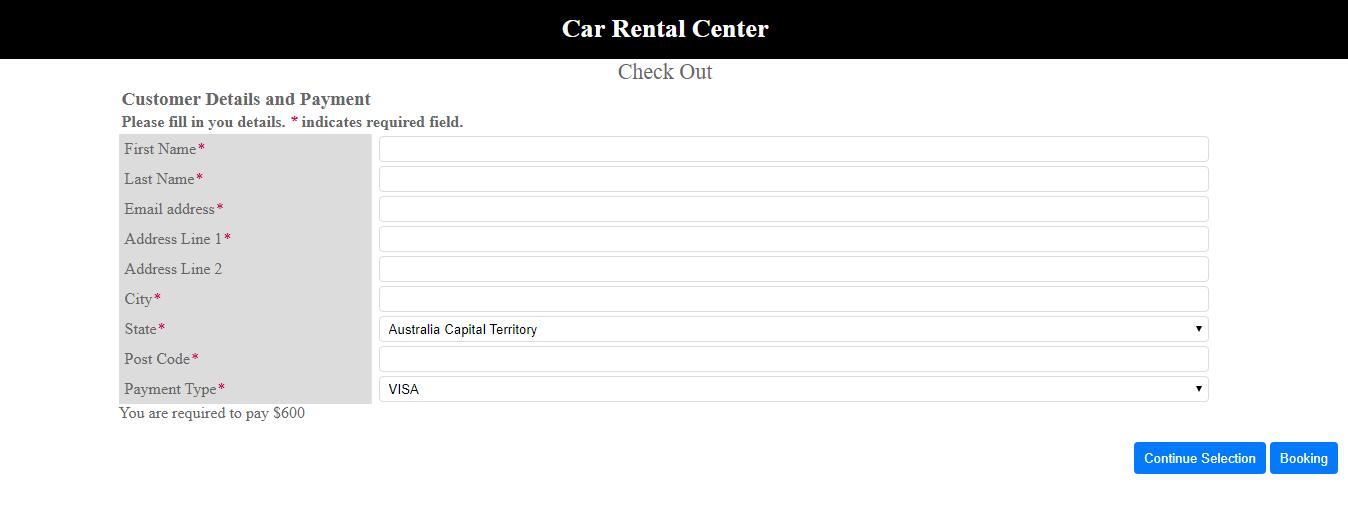 Car Rental Center
Check Out
Customer Details and Payment
Please fill in you details. * indicates required field.
First Name*
Last Name*
Email address*
Address Line 1*
Address Line 2
City*
State* Australia Capital Territory
Post Code*
Payment Type* VISA
You are required to pay $600
Continue Selection Booking